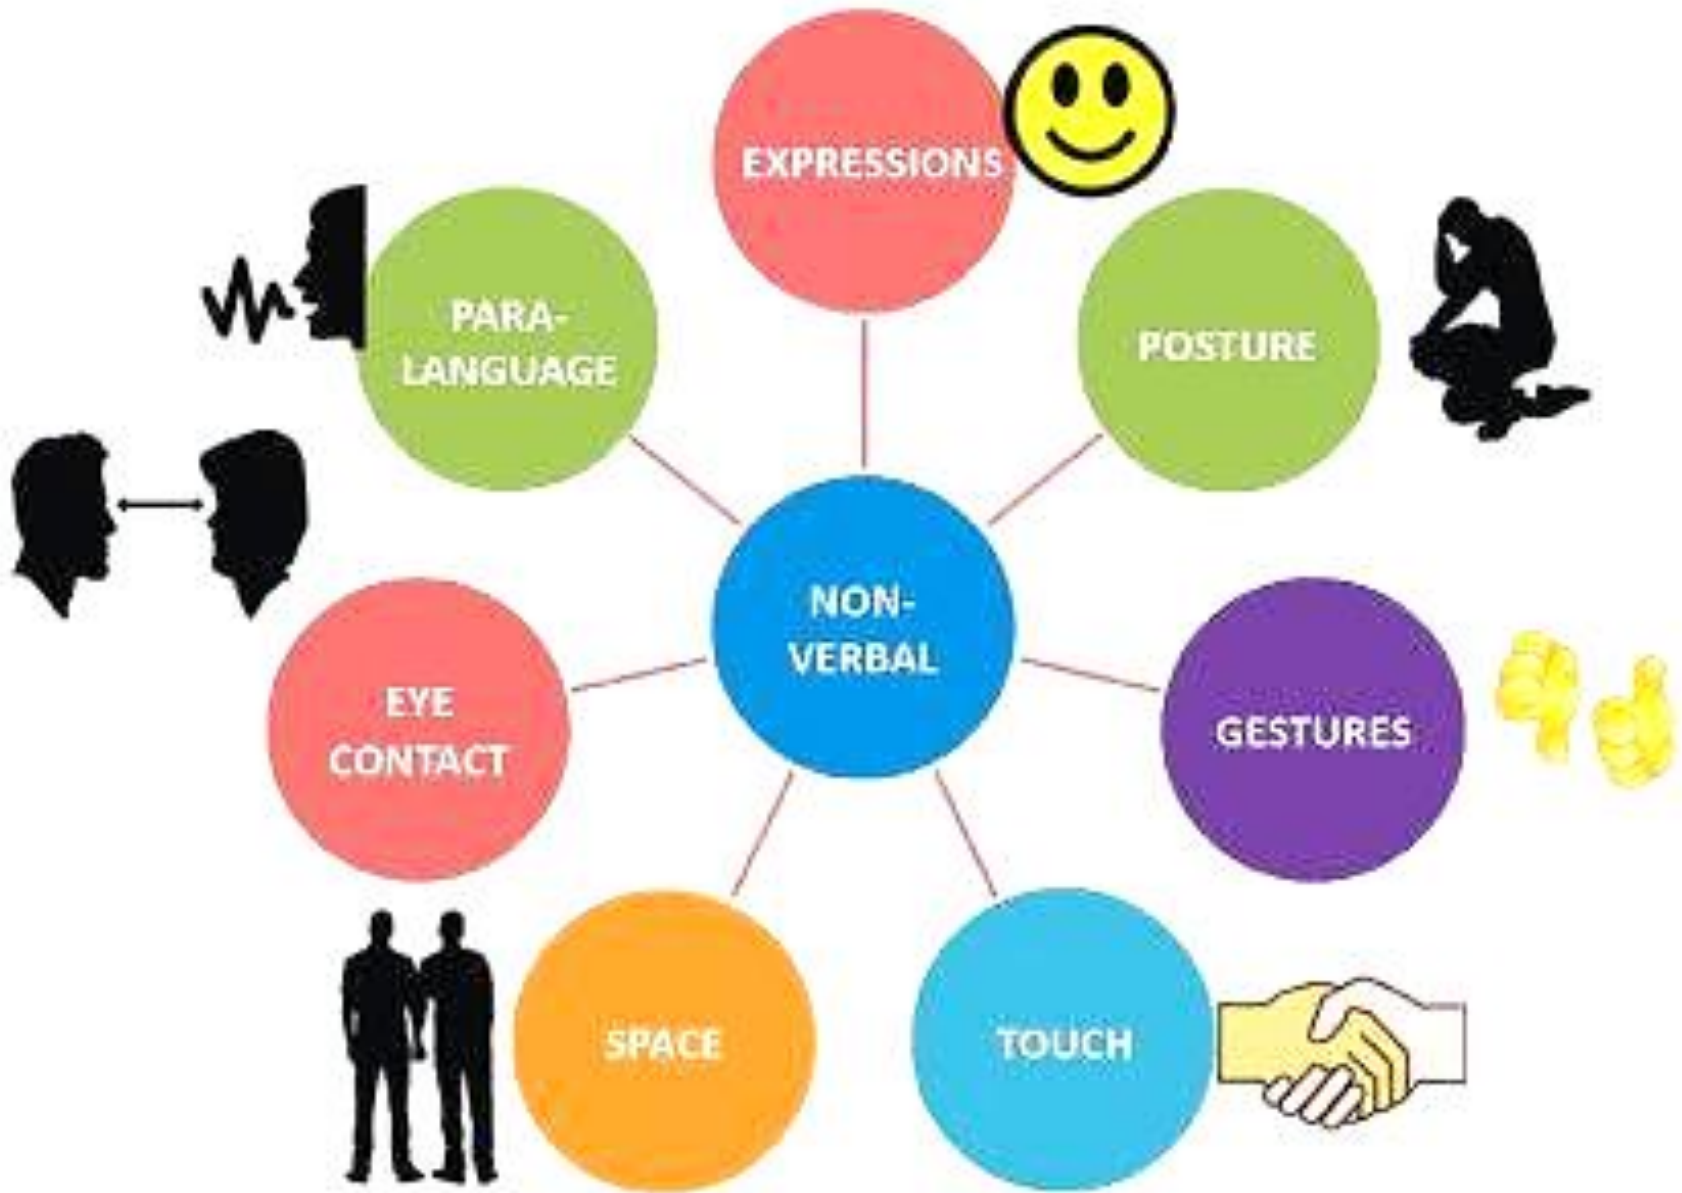 EXPRESSIONS
PARA-
LANGUAGE
POSTURE
NON-
VERBAL
EYE
CONTACT
GESTURES
SPACE
TOUCH